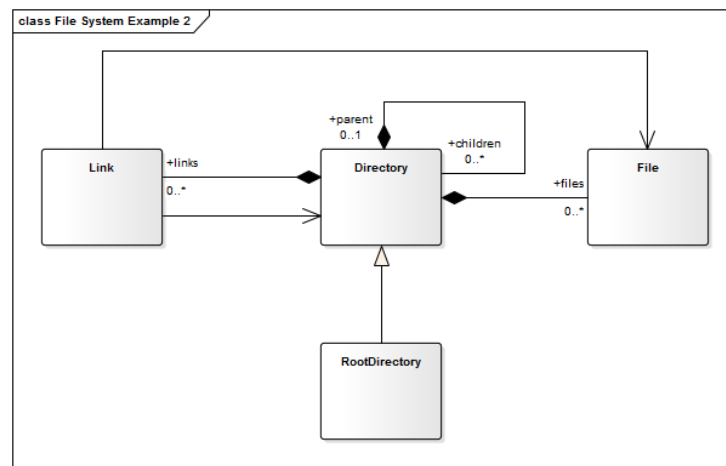 class File System Example 2
+parent
0..1
+children
0..*
+links
0..*
Link
Directory
File
+files
0..*
RootDirectory